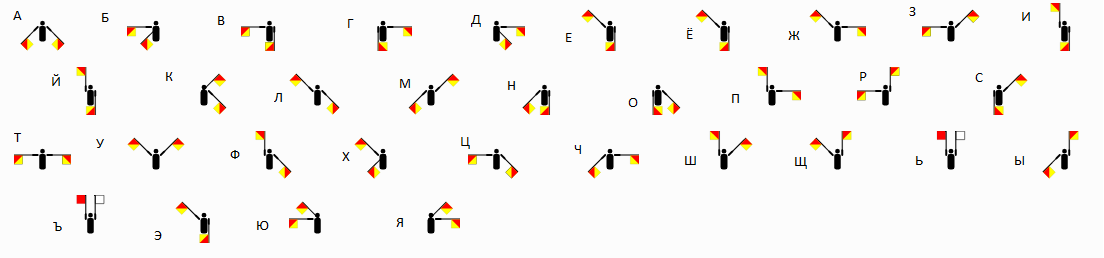 А Б В Г Д Е Ё Ж З И
Й К Л М Н О П Р С
Т У Ф Х Ц Ч Ш Щ Ь Ы
Ъ Э Ю Я